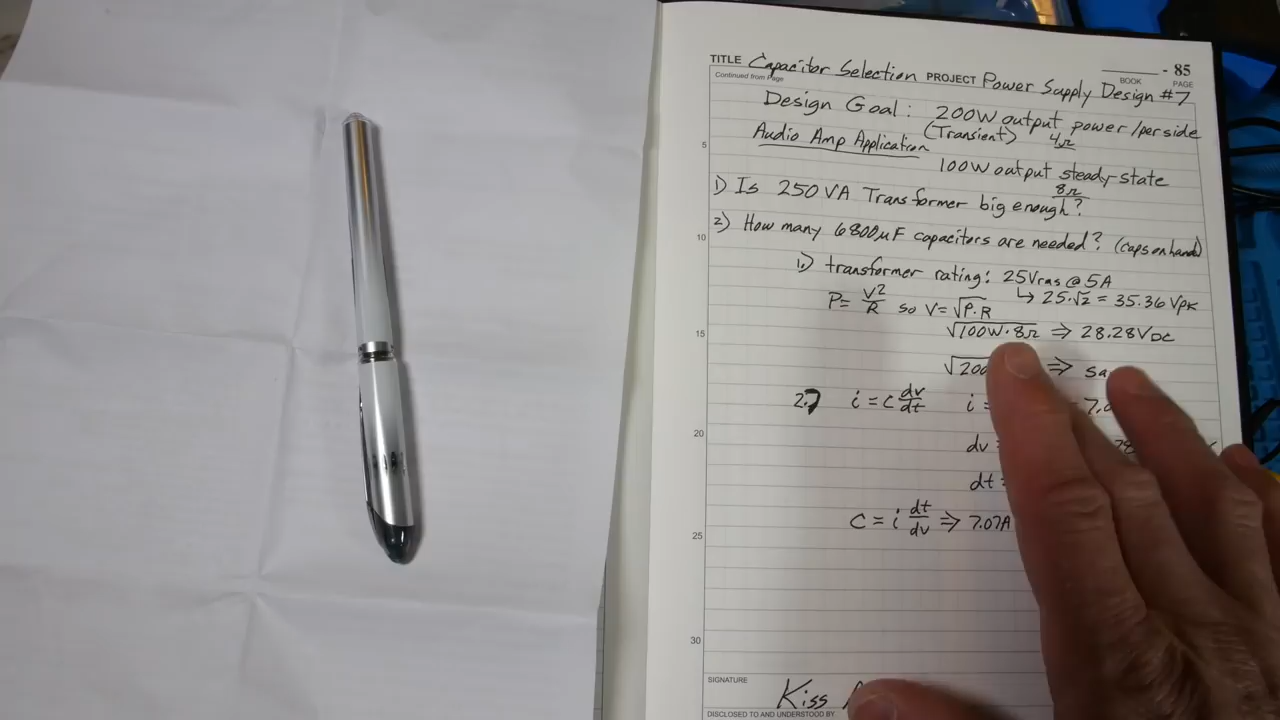 TITLE Capacitor Selection PROJECT Power Supply Design #7 BOOK - 85 PAGE
Continued from Page
Design Goal: 200W output power/per side
(Transient) 4Ω
Audio Amp Application
100W output steady state
8Ω
1) Is 250VA Transformer big enough?
2) How many 6800µF capacitors are needed? (caps on hand)
1.) transformer rating: 25Vrms @ 5A
P= V²/R so V=√P·R ↳ 25·√2 = 35.36 Vpk
√100W·8Ω ⇒ 28.28VDC
√200 ⇒
2.) i = C dv/dt i =
dv =
dt =
C = i dt/dv ⇒ 7.07A
5
10
15
20
25
30
SIGNATURE
Kiss
DISCLOSED TO AND UNDERSTOOD BY